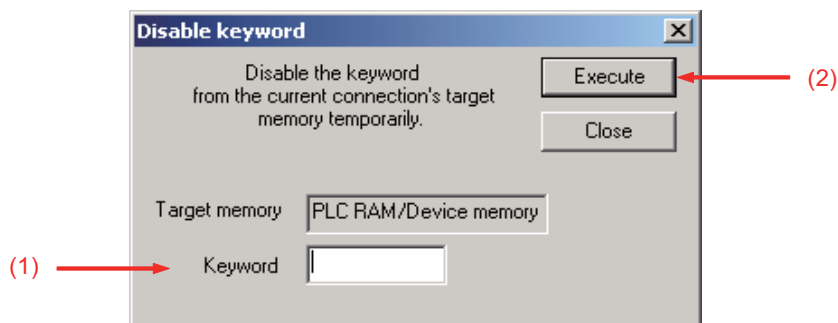 Disable keyword
Disable the keyword
from the current connection's target
memory temporarily.
Execute
(2)
Close
Target memory
PLC RAM/Device memory
(1)
Keyword